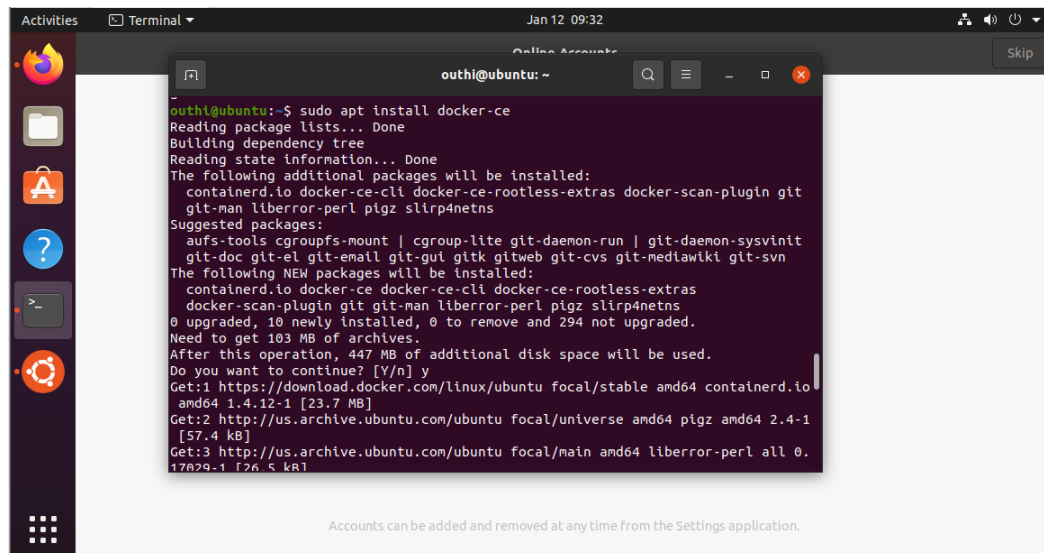 Activities
Terminal
Jan 12 09:32
Online Accounts
Skip
outhi@ubuntu: ~
outhi@ubuntu:~$ sudo apt install docker-ce
Reading package lists... Done
Building dependency tree
Reading state information... Done
The following additional packages will be installed:
  containerd.io docker-ce-cli docker-ce-rootless-extras docker-scan-plugin git
  git-man liberror-perl pigz slirp4netns
Suggested packages:
  aufs-tools cgroupfs-mount | cgroup-lite git-daemon-run | git-daemon-sysvinit
  git-doc git-el git-email git-gui gitk gitweb git-cvs git-mediawiki git-svn
The following NEW packages will be installed:
  containerd.io docker-ce docker-ce-cli docker-ce-rootless-extras
  docker-scan-plugin git git-man liberror-perl pigz slirp4netns
0 upgraded, 10 newly installed, 0 to remove and 294 not upgraded.
Need to get 103 MB of archives.
After this operation, 447 MB of additional disk space will be used.
Do you want to continue? [Y/n] y
Get:1 https://download.docker.com/linux/ubuntu focal/stable amd64 containerd.io
 amd64 1.4.12-1 [23.7 MB]
Get:2 http://us.archive.ubuntu.com/ubuntu focal/universe amd64 pigz amd64 2.4-1
 [57.4 kB]
Get:3 http://us.archive.ubuntu.com/ubuntu focal/main amd64 liberror-perl all 0.
17029-1 [26.5 kB]
Accounts can be added and removed at any time from the Settings application.